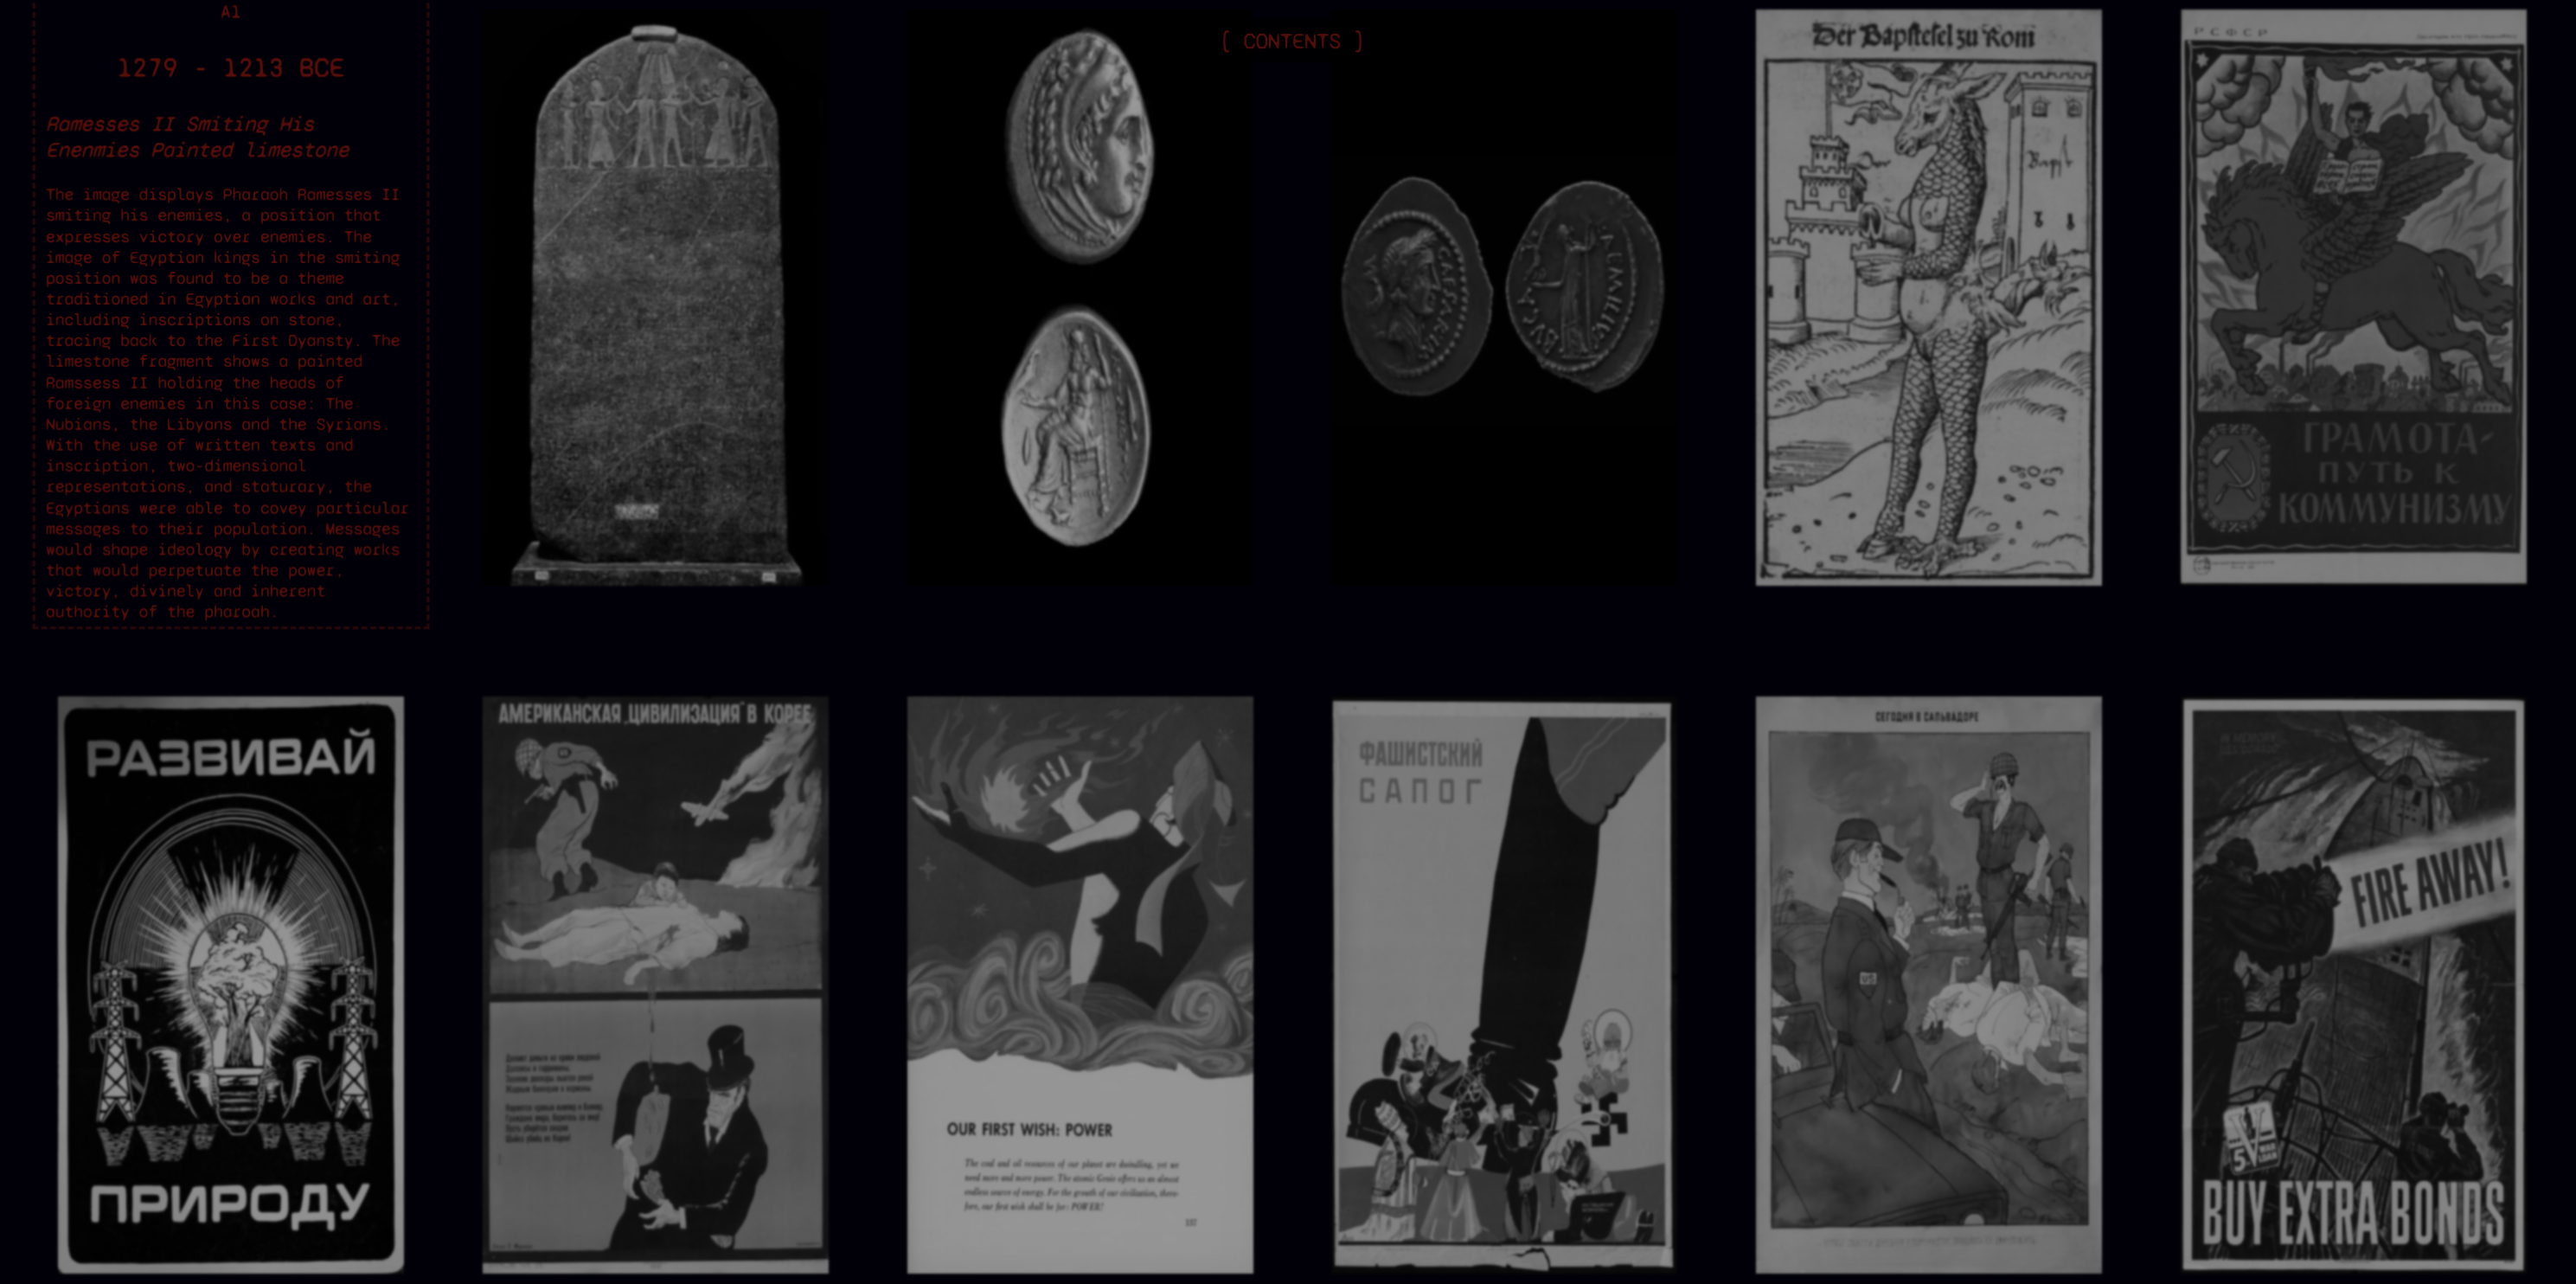 A1
1279 - 1213 BCE
Ramesses II Smiting His
Enenmies Painted limestone
The image displays Pharaoh Ramesses II
smiting his enemies, a position that
expresses victory over enemies. The
image of Egyptian kings in the smiting
position was found to be a theme
traditioned in Egyptian works and art,
including inscriptions on stone,
tracing back to the First Dyansty. The
limestone fragment shows a painted
Ramssess II holding the heads of
foreign enemies in this case: The
Nubians, the Libyans and the Syrians.
With the use of written texts and
inscription, two-dimensional
representations, and staturary, the
Egyptians were able to covey particular
messages to their population. Messages
would shape ideology by creating works
that would perpetuate the power,
victory, divinely and inherent
authority of the pharoah.
[ CONTENTS ]
Der Bapstesel zu Rom
РСФСР
ГРАМОТА-
ПУТЬ К
КОММУНИЗМУ
РАЗВИВАЙ
ПРИРОДУ
АМЕРИКАНСКАЯ „ЦИВИЛИЗАЦИЯ" В КОРЕЕ
OUR FIRST WISH: POWER
The coal and oil resources of our planet are dwindling, yet we
need more and more power. The atomic Genie offers us an almost
endless source of energy. For the growth of our civilization, there-
fore, our first wish shall be for: POWER!
137
ФАШИСТСКИЙ
САПОГ
СЕГОДНЯ В САЛЬВАДОРЕ
US
FIRE AWAY!
5
BUY EXTRA BONDS